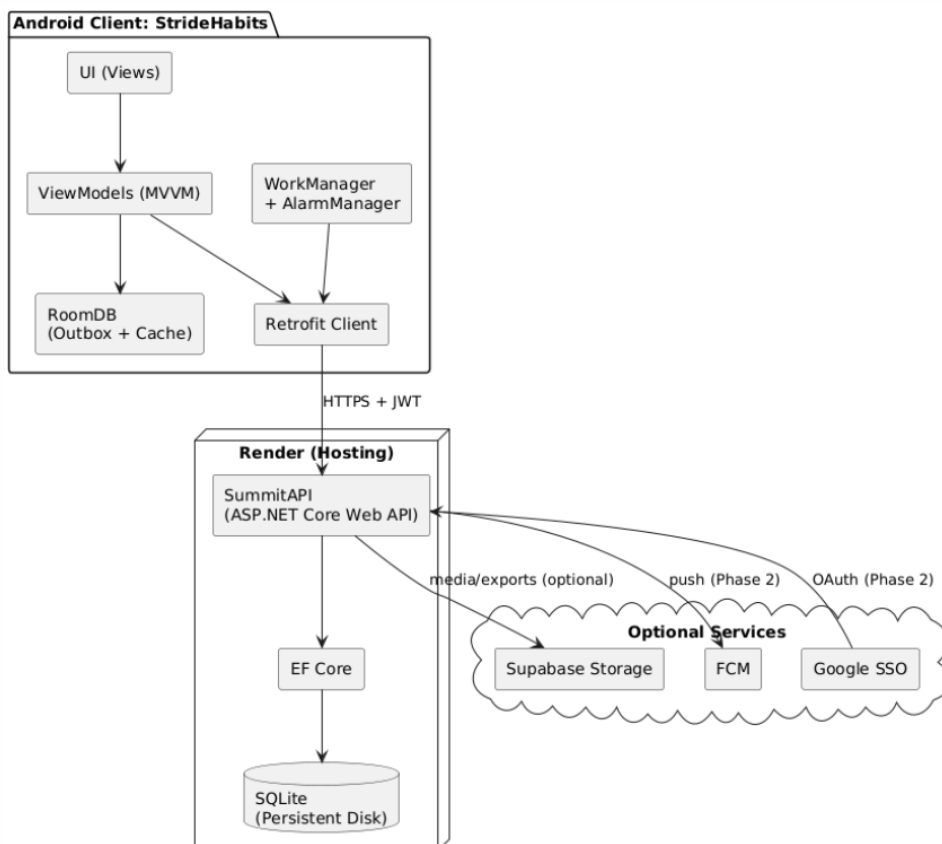 Android Client: StrideHabits
UI (Views)
ViewModels (MVVM)
WorkManager
+ AlarmManager
RoomDB
(Outbox + Cache)
Retrofit Client
HTTPS + JWT
Render (Hosting)
SummitAPI
(ASP.NET Core Web API)
media/exports (optional)
push (Phase 2)
OAuth (Phase 2)
Optional Services
EF Core
Supabase Storage
FCM
Google SSO
SQLite
(Persistent Disk)